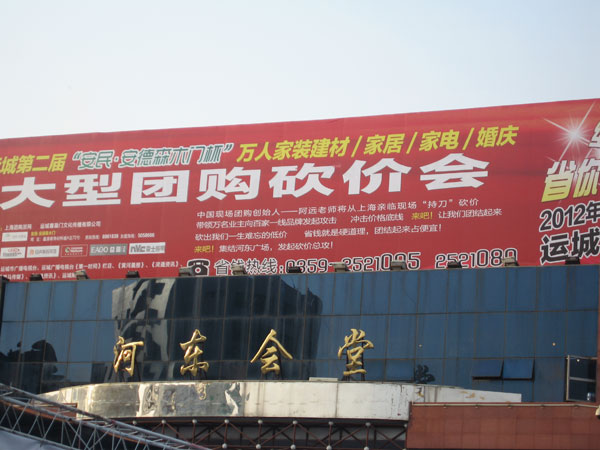 运城第二届“安民·安德森木门杯”万人家装建材/家居/家电/婚庆
大型团购砍价会
中国现场团购创始人——阿远老师将从上海亲临现场“持刀”砍价
带领万名业主向百家一线品牌发起攻击 冲击价格底线 来吧！让我们团结起来
砍出我们一生难忘的低价 省钱就是硬道理，团结起来占便宜！
来吧！集结河东广场，发起砍价总攻！
省钱热线：0359-2521095 2521080
省你
2012年
运城
河东会堂